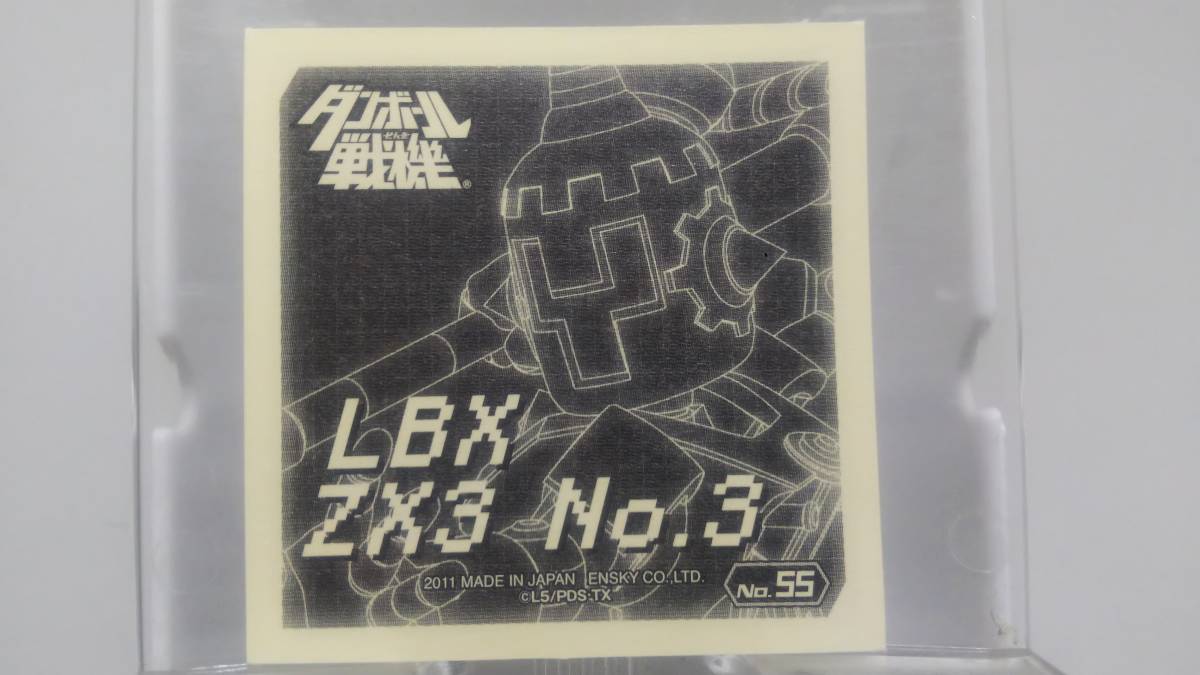 ダンボール
せんき
戦機®
LBX
ZX3 No.3
2011 MADE IN JAPAN ENSKY CO.,LTD.
©L5/PDS･TX
No. 55